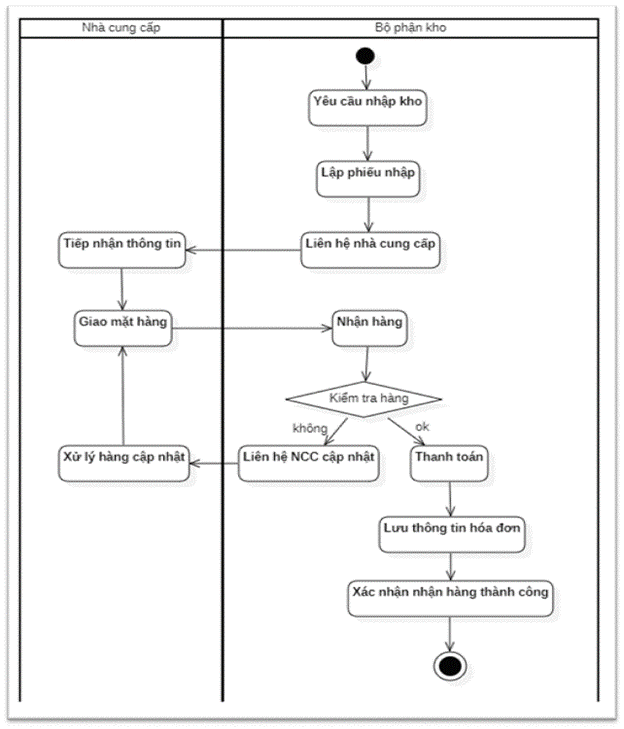 Nhà cung cấp
Bộ phận kho
Yêu cầu nhập kho
Lập phiếu nhập
Tiếp nhận thông tin
Liên hệ nhà cung cấp
Giao mặt hàng
Nhận hàng
Kiểm tra hàng
không
ok
Xử lý hàng cập nhật
Liên hệ NCC cập nhật
Thanh toán
Lưu thông tin hóa đơn
Xác nhận nhận hàng thành công